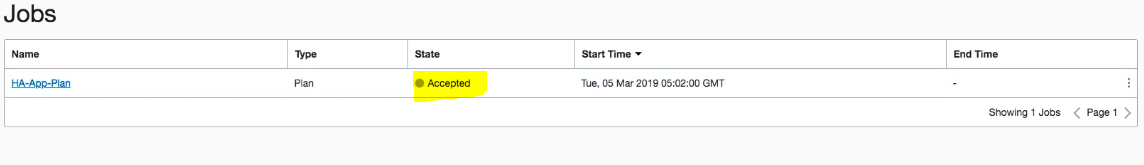 Jobs
Name Type State Start Time End Time
HA-App-Plan Plan Accepted Tue, 05 Mar 2019 05:02:00 GMT -
Showing 1 Jobs Page 1